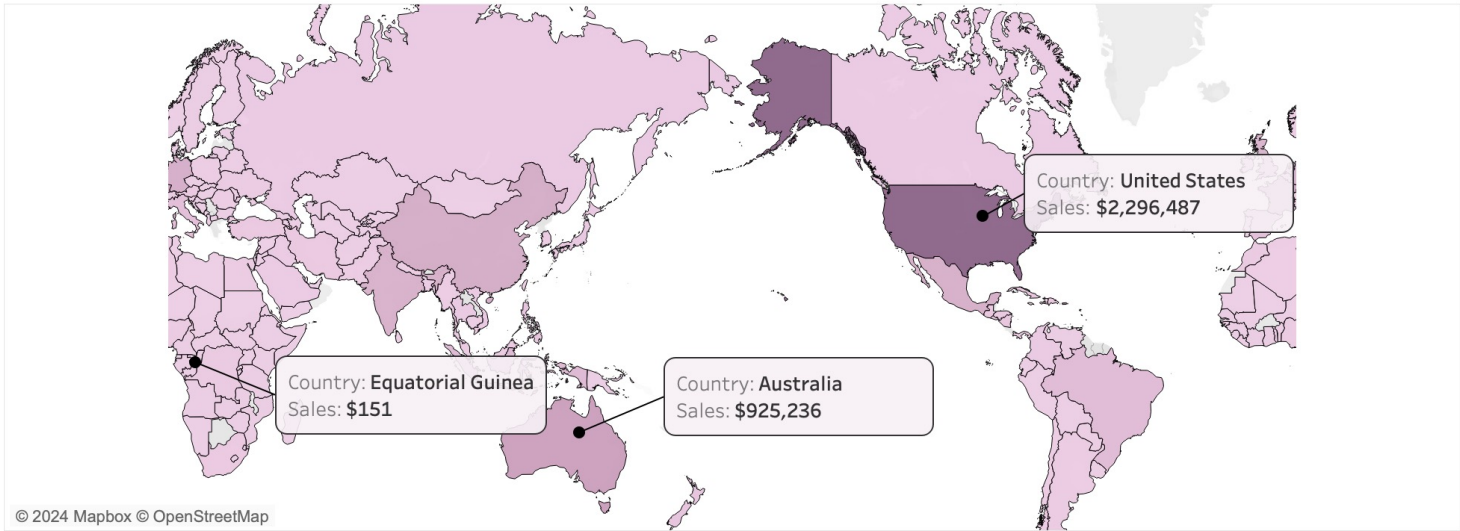 Country: United States
Sales: $2,296,487
Country: Equatorial Guinea
Sales: $151
Country: Australia
Sales: $925,236
© 2024 Mapbox © OpenStreetMap